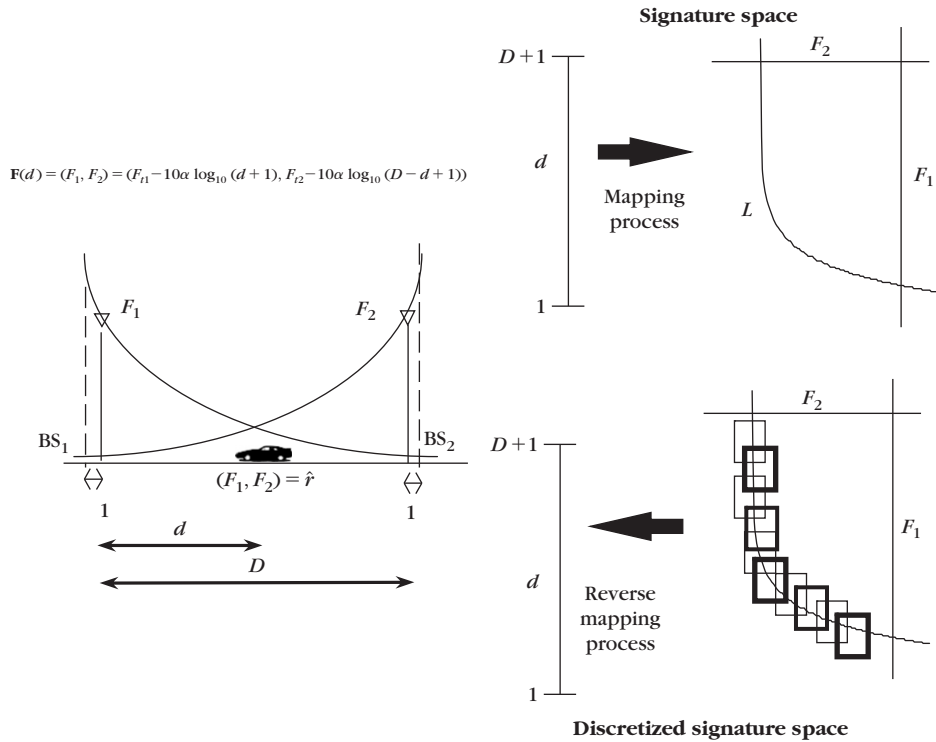 Signature space
D + 1
d
1
Mapping
process
F₂
F₁
L
F(d) = (F₁, F₂) = (Fₜ₁−10α log₁₀ (d+1), Fₜ₂−10α log₁₀ (D−d+1))
F₁
F₂
BS₁
BS₂
(F₁, F₂) = r̂
1
1
d
D
D + 1
d
1
Reverse
mapping
process
F₂
F₁
Discretized signature space